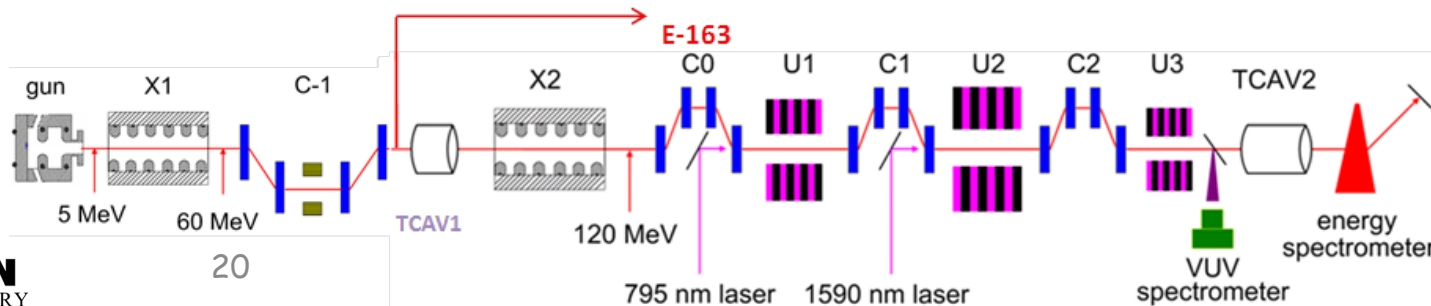 E-163
gun
X1
C-1
X2
C0
U1
C1
U2
C2
U3
TCAV2
5 MeV
60 MeV
TCAV1
120 MeV
energy
spectrometer
VUV
spectrometer
795 nm laser
1590 nm laser
20
N
RY